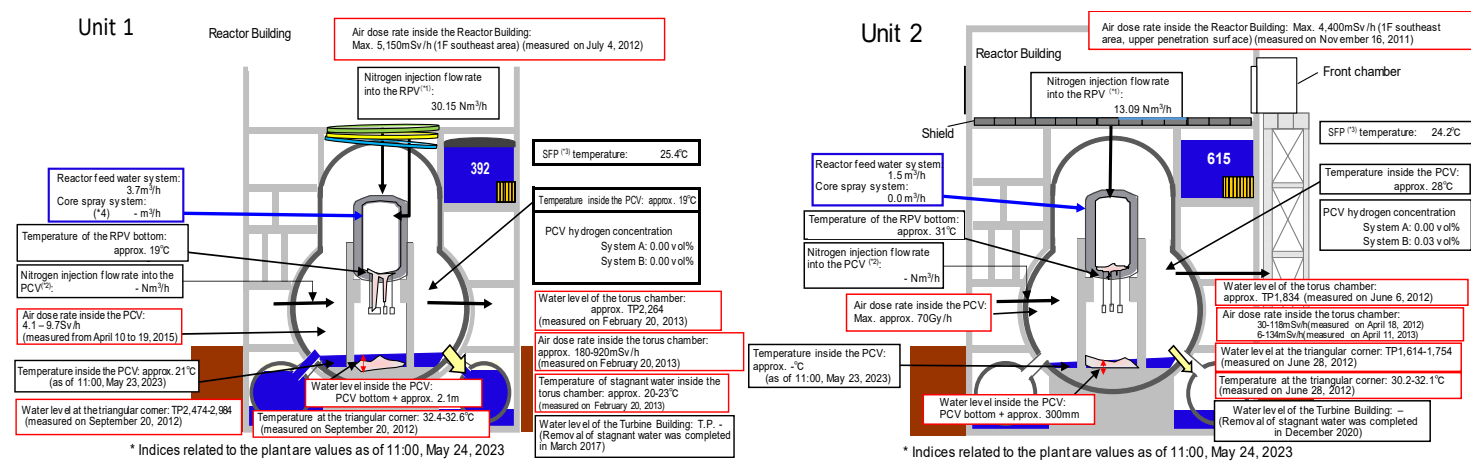 Unit 1
Reactor Building
Air dose rate inside the Reactor Building:
Max. 5,150mSv/h (1F southeast area) (measured on July 4, 2012)
Nitrogen injection flow rate
into the RPV(*1):
30.15 Nm3/h
392
SFP (*3) temperature: 25.4℃
Reactor feed water system:
3.7m3/h
Core spray system:
(*4) - m3/h
Temperature inside the PCV: approx. 19℃
PCV hydrogen concentration
System A: 0.00 vol%
System B: 0.00 vol%
Temperature of the RPV bottom:
approx. 19℃
Nitrogen injection flow rate into the
PCV(*2):
- Nm3/h
Air dose rate inside the PCV:
4.1 – 9.7Sv/h
(measured from April 10 to 19, 2015)
Water level of the torus chamber:
approx. TP2,264
(measured on February 20, 2013)
Air dose rate inside the torus chamber:
approx. 180-920mSv/h
(measured on February 20, 2013)
Temperature inside the PCV: approx. 21℃
(as of 11:00, May 23, 2023)
Water level inside the PCV:
PCV bottom + approx. 2.1m
Temperature of stagnant water inside the
torus chamber: approx. 20-23℃
(measured on February 20, 2013)
Water level at the triangular corner: TP2,474-2,984
(measured on September 20, 2012)
Temperature at the triangular corner: 32.4-32.6℃
(measured on September 20, 2012)
Water level of the Turbine Building: T.P. -
(Removal of stagnant water was completed
in March 2017)
* Indices related to the plant are values as of 11:00, May 24, 2023
Unit 2
Reactor Building
Air dose rate inside the Reactor Building: Max. 4,400mSv/h (1F southeast
area, upper penetration surface) (measured on November 16, 2011)
Front chamber
Nitrogen injection flow rate
into the RPV (*1):
13.09 Nm3/h
Shield
615
SFP (*3) temperature: 24.2℃
Reactor feed water system:
1.5 m3/h
Core spray system:
0.0 m3/h
Temperature inside the PCV:
approx. 28℃
Temperature of the RPV bottom:
approx. 31℃
PCV hydrogen concentration
System A: 0.00 vol%
System B: 0.03 vol%
Nitrogen injection flow rate
into the PCV (*2):
- Nm3/h
Air dose rate inside the PCV:
Max. approx. 70Gy/h
Water level of the torus chamber:
approx. TP1,834 (measured on June 6, 2012)
Air dose rate inside the torus chamber:
30-118mSv/h(measured on April 18, 2012)
6-134mSv/h(measured on April 11, 2013)
Temperature inside the PCV:
approx. -℃
(as of 11:00, May 23, 2023)
Water level at the triangular corner: TP1,614-1,754
(measured on June 28, 2012)
Temperature at the triangular corner: 30.2-32.1℃
(measured on June 28, 2012)
Water level inside the PCV:
PCV bottom + approx. 300mm
Water level of the Turbine Building: –
(Removal of stagnant water was completed
in December 2020)
* Indices related to the plant are values as of 11:00, May 24, 2023